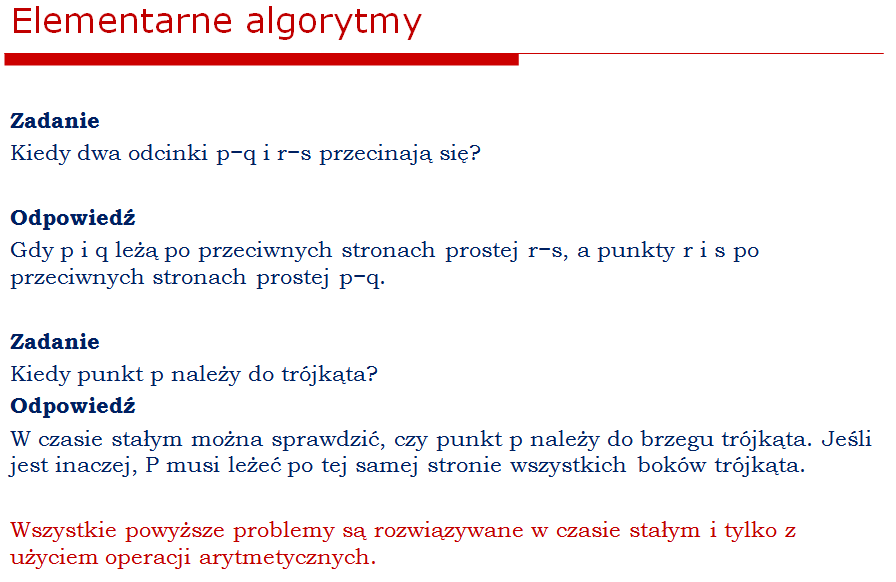 Elementarne algorytmy
Zadanie
Kiedy dwa odcinki p–q i r–s przecinają się?
Odpowiedź
Gdy p i q leżą po przeciwnych stronach prostej r–s, a punkty r i s po
przeciwnych stronach prostej p–q.
Zadanie
Kiedy punkt p należy do trójkąta?
Odpowiedź
W czasie stałym można sprawdzić, czy punkt p należy do brzegu trójkąta. Jeśli
jest inaczej, P musi leżeć po tej samej stronie wszystkich boków trójkąta.
Wszystkie powyższe problemy są rozwiązywane w czasie stałym i tylko z
użyciem operacji arytmetycznych.